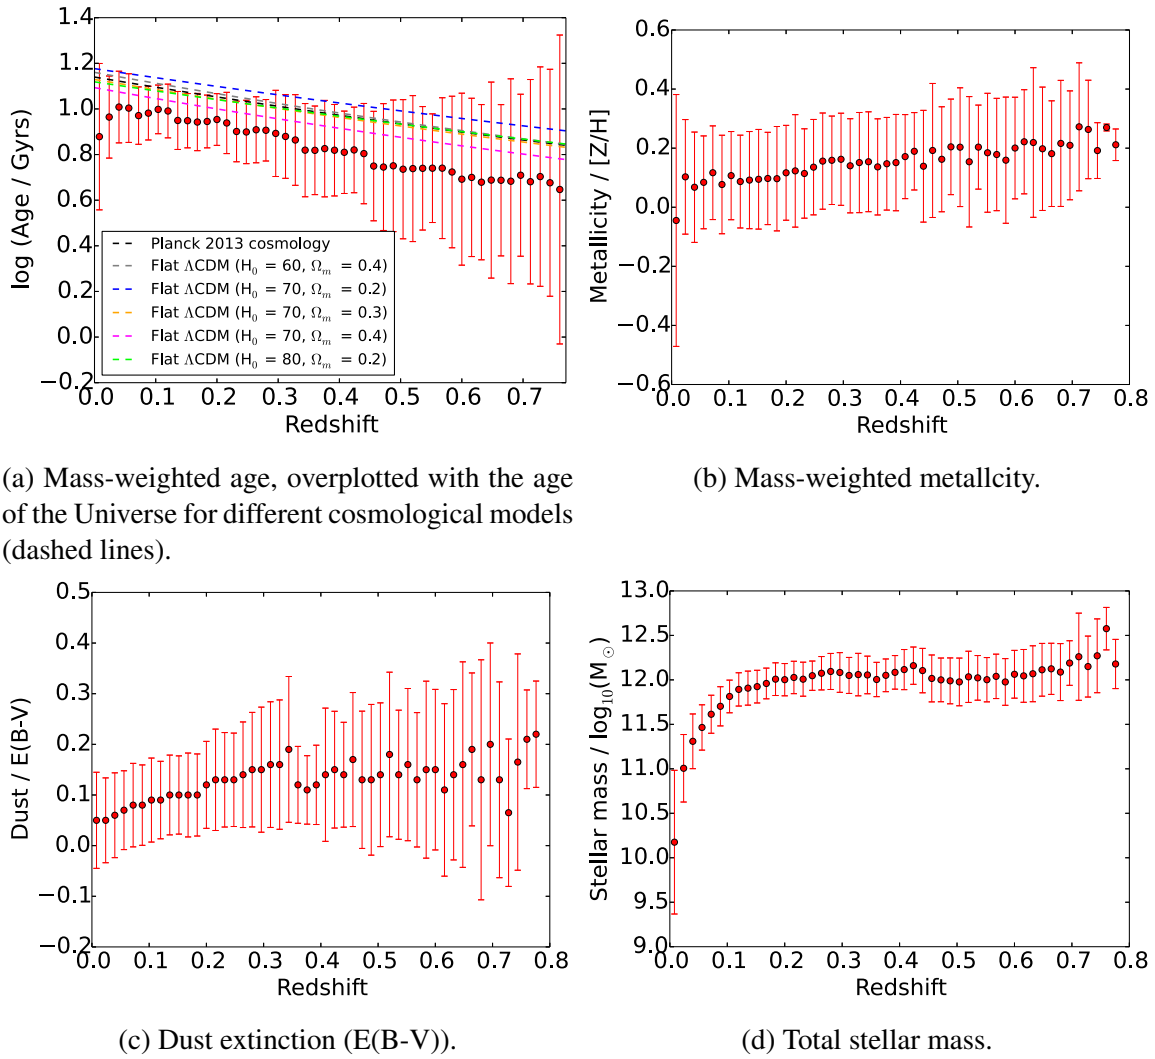 1.4
1.2
1.0
0.8
0.6
0.4
0.2
0.0
−0.2
log (Age / Gyrs)
Planck 2013 cosmology
Flat ΛCDM (H₀ = 60, Ωₘ = 0.4)
Flat ΛCDM (H₀ = 70, Ωₘ = 0.2)
Flat ΛCDM (H₀ = 70, Ωₘ = 0.3)
Flat ΛCDM (H₀ = 70, Ωₘ = 0.4)
Flat ΛCDM (H₀ = 80, Ωₘ = 0.2)
0.0 0.1 0.2 0.3 0.4 0.5 0.6 0.7
Redshift
(a) Mass-weighted age, overplotted with the age
of the Universe for different cosmological models
(dashed lines).
0.6
0.4
0.2
0.0
−0.2
−0.4
−0.6
Metallicity / [Z/H]
0.0 0.1 0.2 0.3 0.4 0.5 0.6 0.7 0.8
Redshift
(b) Mass-weighted metallcity.
0.5
0.4
0.3
0.2
0.1
0.0
−0.1
−0.2
Dust / E(B-V)
0.0 0.1 0.2 0.3 0.4 0.5 0.6 0.7 0.8
Redshift
(c) Dust extinction (E(B-V)).
13.0
12.5
12.0
11.5
11.0
10.5
10.0
9.5
9.0
Stellar mass / log₁₀(M☉)
0.0 0.1 0.2 0.3 0.4 0.5 0.6 0.7 0.8
Redshift
(d) Total stellar mass.